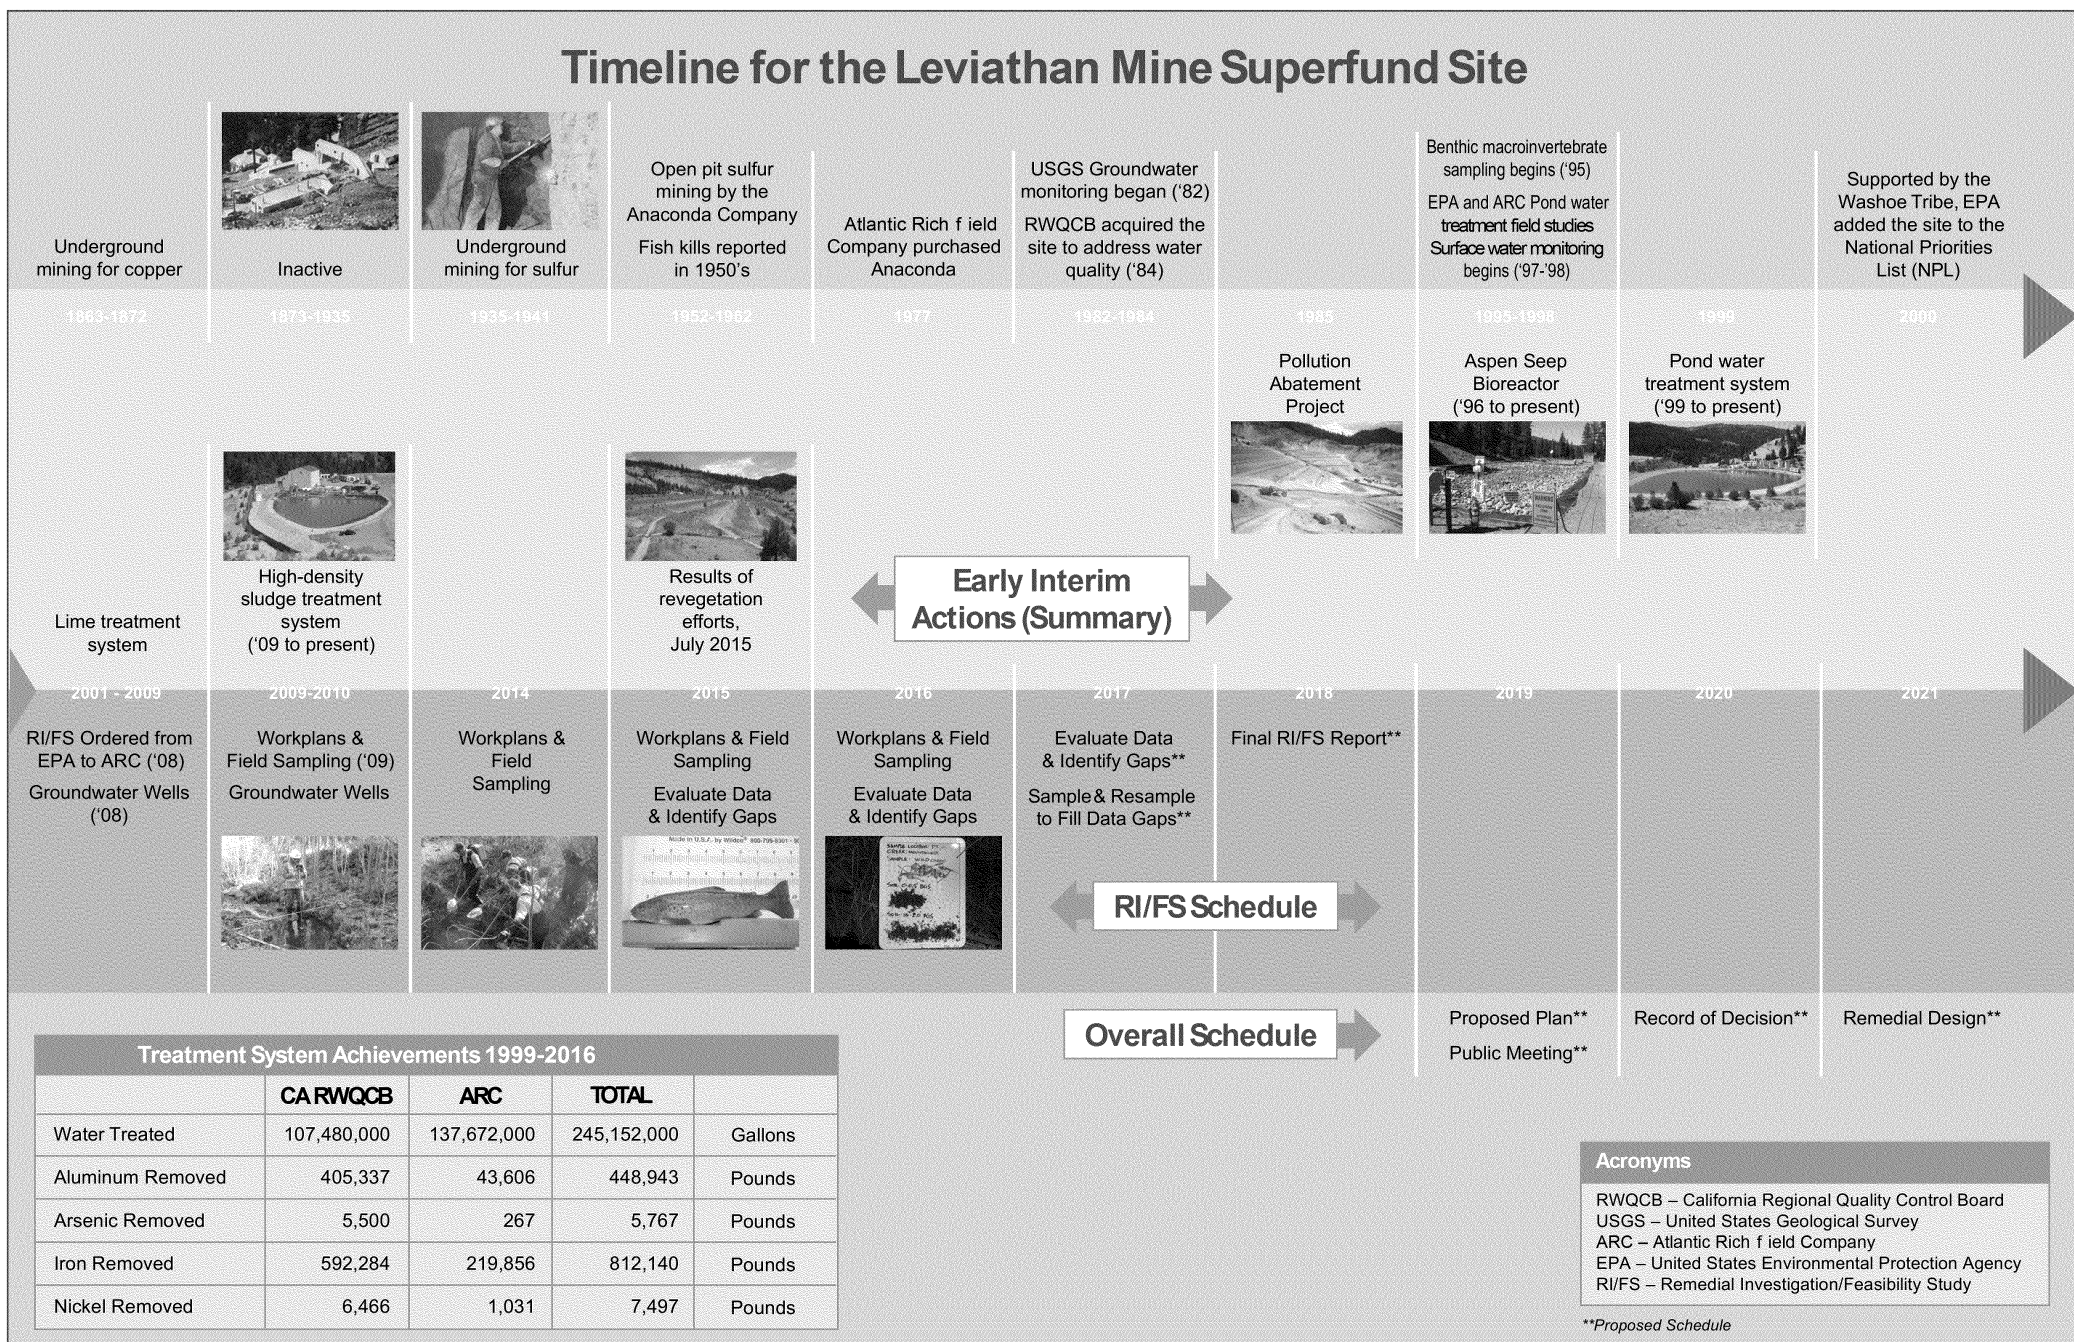 Timeline for the Leviathan Mine Superfund Site
Underground
mining for copper
Inactive
Underground
mining for sulfur
Open pit sulfur
mining by the
Anaconda Company
Fish kills reported
in 1950's
Atlantic Rich f ield
Company purchased
Anaconda
USGS Groundwater
monitoring began ('82)
RWQCB acquired the
site to address water
quality ('84)
Benthic macroinvertebrate
sampling begins ('95)
EPA and ARC Pond water
treatment field studies
Surface water monitoring
begins ('97-'98)
Supported by the
Washoe Tribe, EPA
added the site to the
National Priorities
List (NPL)
1863-1872
1873-1935
1935-1941
1952-1962
1977
1982-1984
1985
1995-1998
1999
2000
Pollution
Abatement
Project
Aspen Seep
Bioreactor
('96 to present)
Pond water
treatment system
('99 to present)
Lime treatment
system
High-density
sludge treatment
system
('09 to present)
Results of
revegetation
efforts,
July 2015
Early Interim
Actions (Summary)
2001 - 2009
2009-2010
2014
2015
2016
2017
2018
2019
2020
2021
RI/FS Ordered from
EPA to ARC ('08)
Groundwater Wells
('08)
Workplans &
Field Sampling ('09)
Groundwater Wells
Workplans &
Field
Sampling
Workplans & Field
Sampling
Evaluate Data
& Identify Gaps
Made in U.S.A. by Wildco® 800-799-8301
Workplans & Field
Sampling
Evaluate Data
& Identify Gaps
Evaluate Data
& Identify Gaps**
Sample & Resample
to Fill Data Gaps**
Final RI/FS Report**
RI/FS Schedule
Overall Schedule
Proposed Plan**
Public Meeting**
Record of Decision**
Remedial Design**
Treatment System Achievements 1999-2016
CA RWQCB ARC TOTAL
Water Treated 107,480,000 137,672,000 245,152,000 Gallons
Aluminum Removed 405,337 43,606 448,943 Pounds
Arsenic Removed 5,500 267 5,767 Pounds
Iron Removed 592,284 219,856 812,140 Pounds
Nickel Removed 6,466 1,031 7,497 Pounds
Acronyms
RWQCB – California Regional Quality Control Board
USGS – United States Geological Survey
ARC – Atlantic Rich f ield Company
EPA – United States Environmental Protection Agency
RI/FS – Remedial Investigation/Feasibility Study
**Proposed Schedule